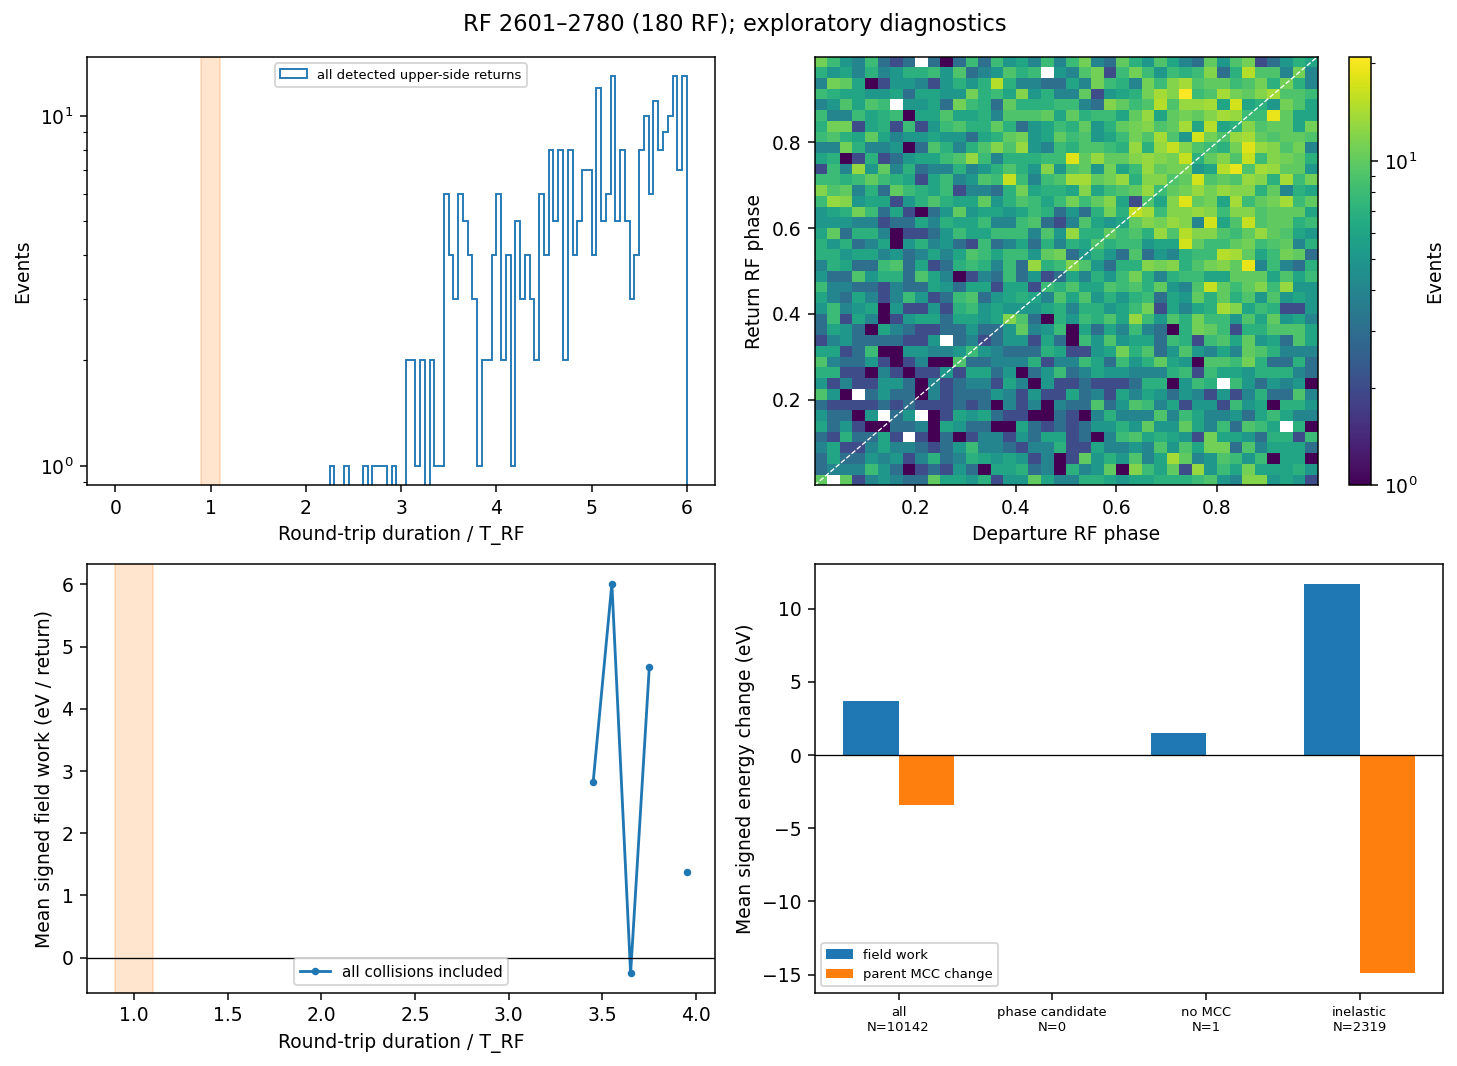 RF 2601–2780 (180 RF); exploratory diagnostics
all detected upper-side returns
Events
10¹
10⁰
0
1
2
3
4
5
6
Round-trip duration / T_RF
Return RF phase
0.8
0.6
0.4
0.2
0.2
0.4
0.6
0.8
Departure RF phase
10¹
10⁰
Events
Mean signed field work (eV / return)
6
5
4
3
2
1
0
all collisions included
1.0
1.5
2.0
2.5
3.0
3.5
4.0
Round-trip duration / T_RF
Mean signed energy change (eV)
10
5
0
−5
−10
−15
field work
parent MCC change
all
N=10142
phase candidate
N=0
no MCC
N=1
inelastic
N=2319